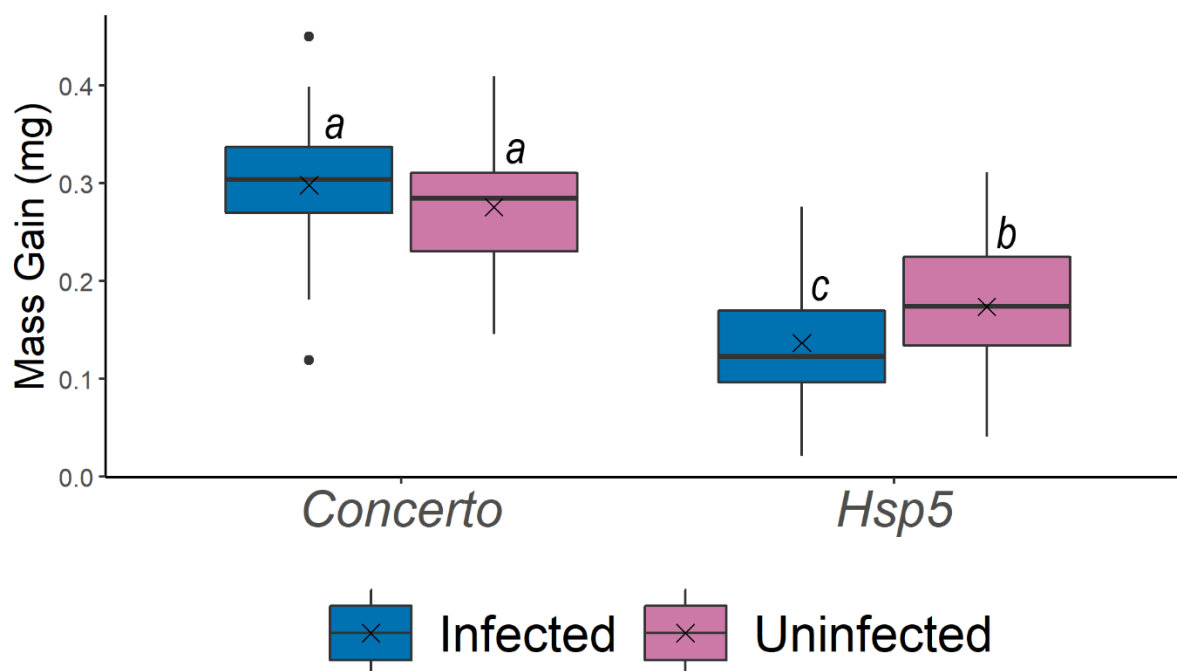 Mass Gain (mg)
0.4
0.3
0.2
0.1
0.0
a
a
c
b
Concerto
Hsp5
Infected
Uninfected